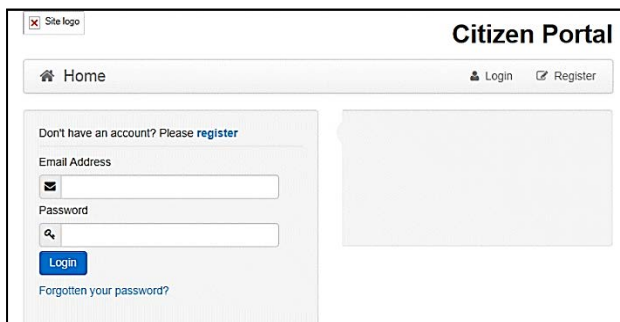 Site logo
Citizen Portal
Home
Login
Register
Don't have an account? Please register
Email Address
Password
Login
Forgotten your password?